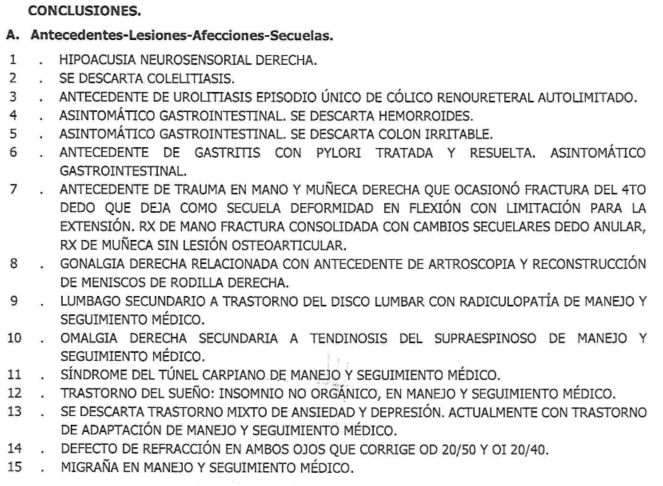 CONCLUSIONES.
A. Antecedentes-Lesiones-Afecciones-Secuelas.
1 . HIPOACUSIA NEUROSENSORIAL DERECHA.
2 . SE DESCARTA COLELITIASIS.
3 . ANTECEDENTE DE UROLITIASIS EPISODIO ÚNICO DE CÓLICO RENOURETERAL AUTOLIMITADO.
4 . ASINTOMÁTICO GASTROINTESTINAL. SE DESCARTA HEMORROIDES.
5 . ASINTOMÁTICO GASTROINTESTINAL. SE DESCARTA COLON IRRITABLE.
6 . ANTECEDENTE DE GASTRITIS CON PYLORI TRATADA Y RESUELTA. ASINTOMÁTICO
GASTROINTESTINAL.
7 . ANTECEDENTE DE TRAUMA EN MANO Y MUÑECA DERECHA QUE OCASIONÓ FRACTURA DEL 4TO
DEDO QUE DEJA COMO SECUELA DEFORMIDAD EN FLEXIÓN CON LIMITACIÓN PARA LA
EXTENSIÓN. RX DE MANO FRACTURA CONSOLIDADA CON CAMBIOS SECUELARES DEDO ANULAR,
RX DE MUÑECA SIN LESIÓN OSTEOARTICULAR.
8 . GONALGIA DERECHA RELACIONADA CON ANTECEDENTE DE ARTROSCOPIA Y RECONSTRUCCIÓN
DE MENISCOS DE RODILLA DERECHA.
9 . LUMBAGO SECUNDARIO A TRASTORNO DEL DISCO LUMBAR CON RADICULOPATÍA DE MANEJO Y
SEGUIMIENTO MÉDICO.
10 . OMALGIA DERECHA SECUNDARIA A TENDINOSIS DEL SUPRAESPINOSO DE MANEJO Y
SEGUIMIENTO MÉDICO.
11 . SÍNDROME DEL TÚNEL CARPIANO DE MANEJO Y SEGUIMIENTO MÉDICO.
12 . TRASTORNO DEL SUEÑO: INSOMNIO NO ORGÁNICO, EN MANEJO Y SEGUIMIENTO MÉDICO.
13 . SE DESCARTA TRASTORNO MIXTO DE ANSIEDAD Y DEPRESIÓN. ACTUALMENTE CON TRASTORNO
DE ADAPTACIÓN DE MANEJO Y SEGUIMIENTO MÉDICO.
14 . DEFECTO DE REFRACCIÓN EN AMBOS OJOS QUE CORRIGE OD 20/50 Y OI 20/40.
15 . MIGRAÑA EN MANEJO Y SEGUIMIENTO MÉDICO.